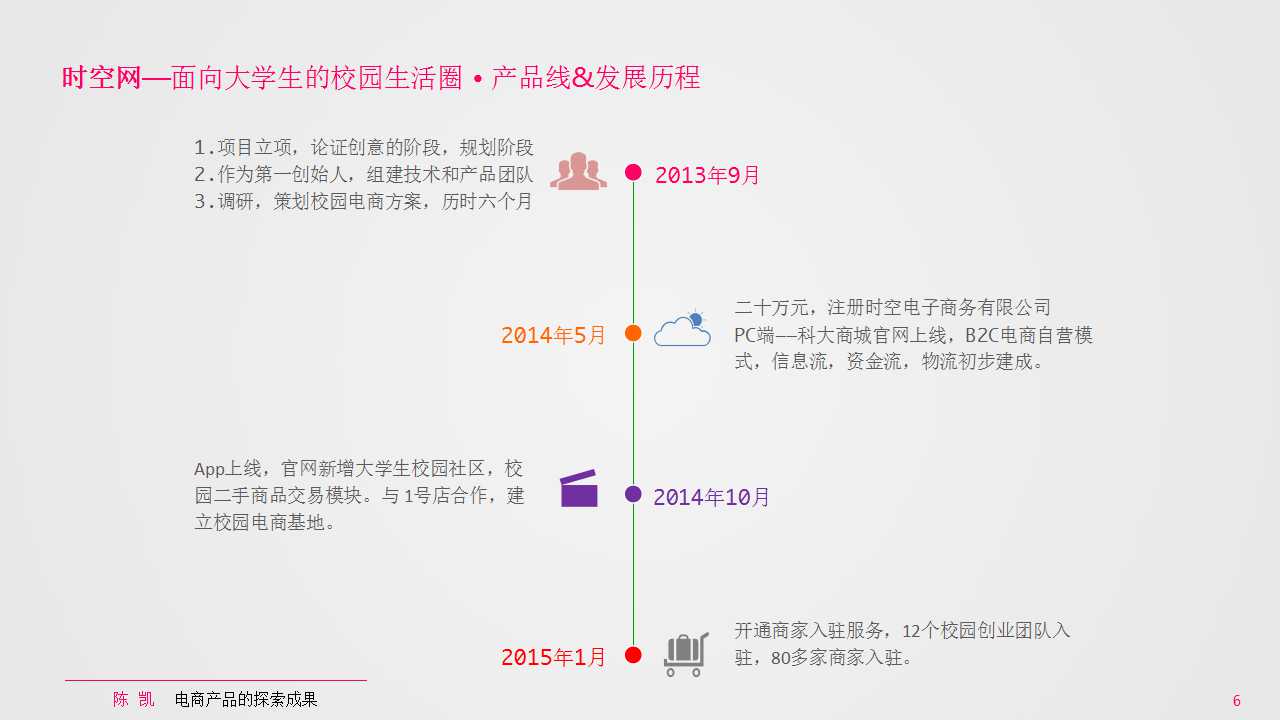 时空网—面向大学生的校园生活圈 • 产品线&发展历程
1.项目立项，论证创意的阶段，规划阶段
2.作为第一创始人，组建技术和产品团队
3.调研，策划校园电商方案，历时六个月
2013年9月
2014年5月
二十万元，注册时空电子商务有限公司
PC端——科大商城官网上线，B2C电商自营模
式，信息流，资金流，物流初步建成。
App上线，官网新增大学生校园社区，校
园二手商品交易模块。与 1号店合作，建
立校园电商基地。
2014年10月
2015年1月
开通商家入驻服务，12个校园创业团队入
驻，80多家商家入驻。
陈 凯 电商产品的探索成果
6